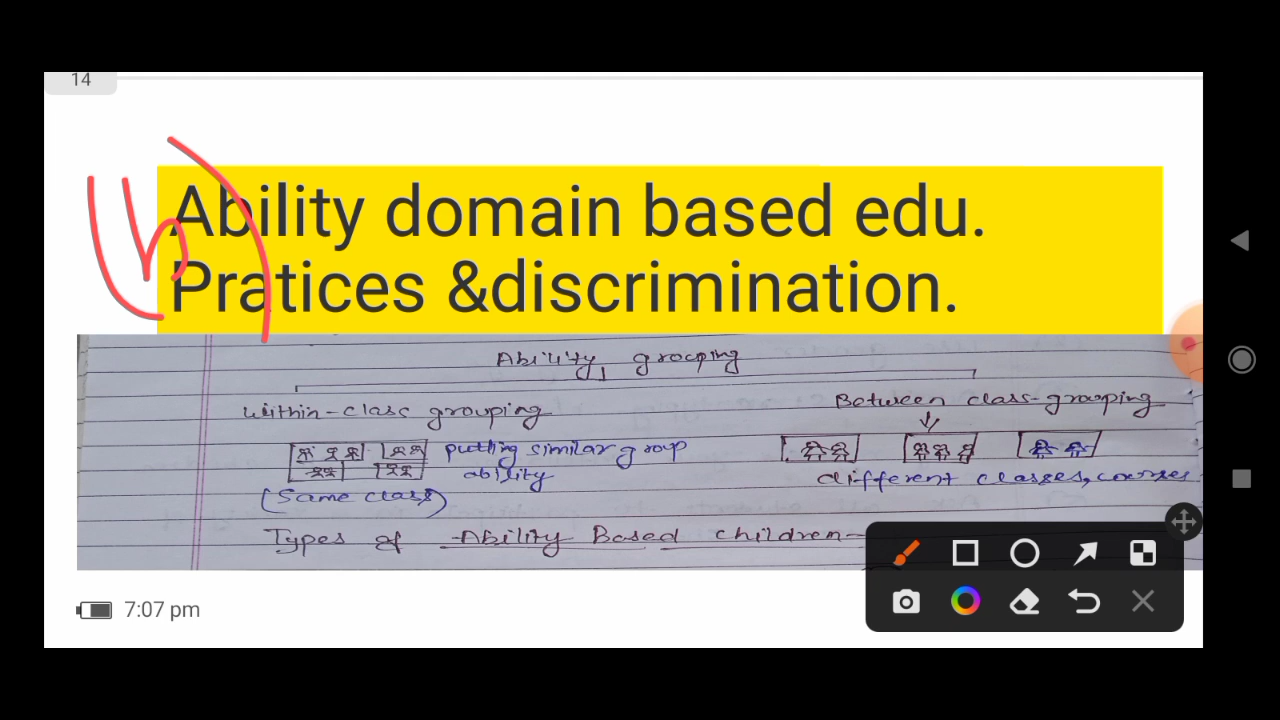 14
Ability domain based edu.
Pratices &discrimination.
Ability grouping
within-class grouping
Between class-grouping
putting similar group
ability
(Same class)
different classes, courses
Types of Ability Based children-
7:07 pm